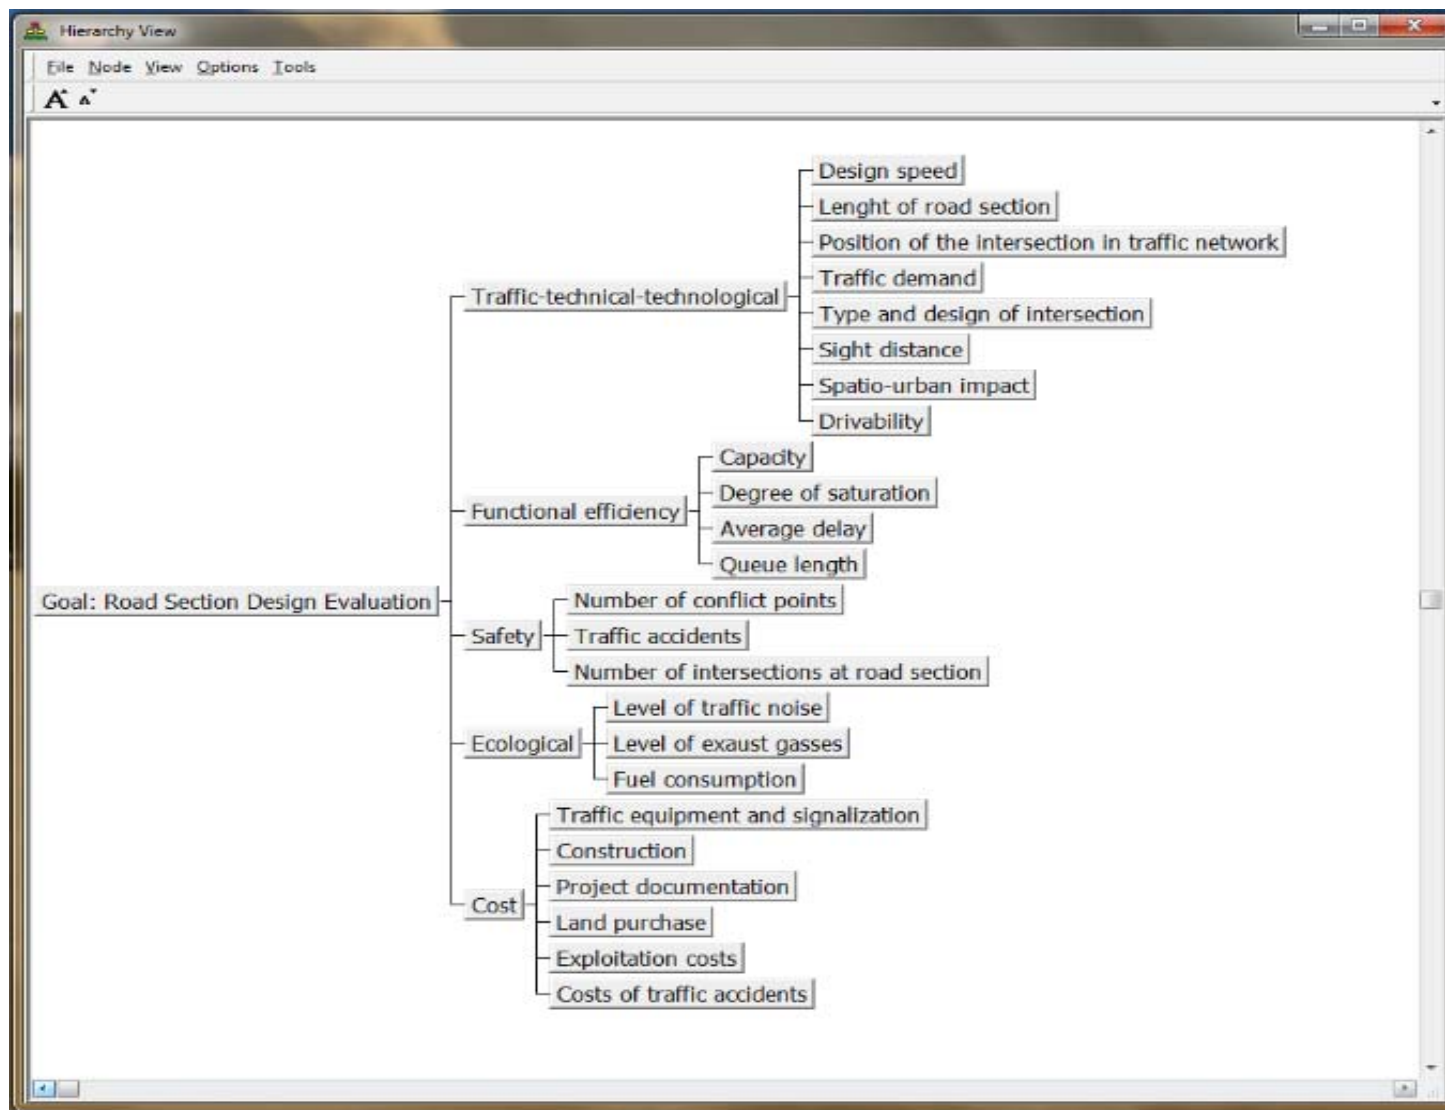 Hierarchy View
File Node View Options Tools
A A
Design speed
Lenght of road section
Position of the intersection in traffic network
Traffic demand
Traffic-technical-technological
Type and design of intersection
Sight distance
Spatio-urban impact
Drivability
Capacity
Degree of saturation
Functional efficiency
Average delay
Queue length
Goal: Road Section Design Evaluation
Number of conflict points
Safety
Traffic accidents
Number of intersections at road section
Level of traffic noise
Ecological
Level of exaust gasses
Fuel consumption
Traffic equipment and signalization
Construction
Project documentation
Cost
Land purchase
Exploitation costs
Costs of traffic accidents